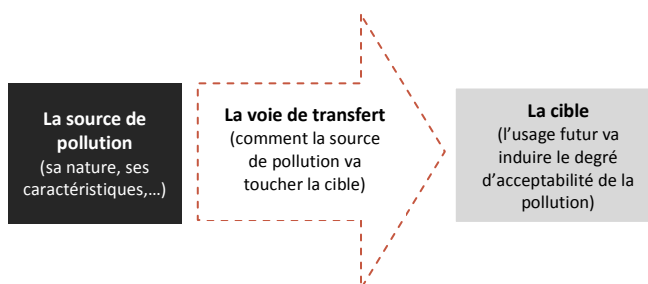 La source de
pollution
(sa nature, ses
caractéristiques,…)
La voie de transfert
(comment la source
de pollution va
toucher la cible)
La cible
(l’usage futur va
induire le degré
d’acceptabilité de la
pollution)